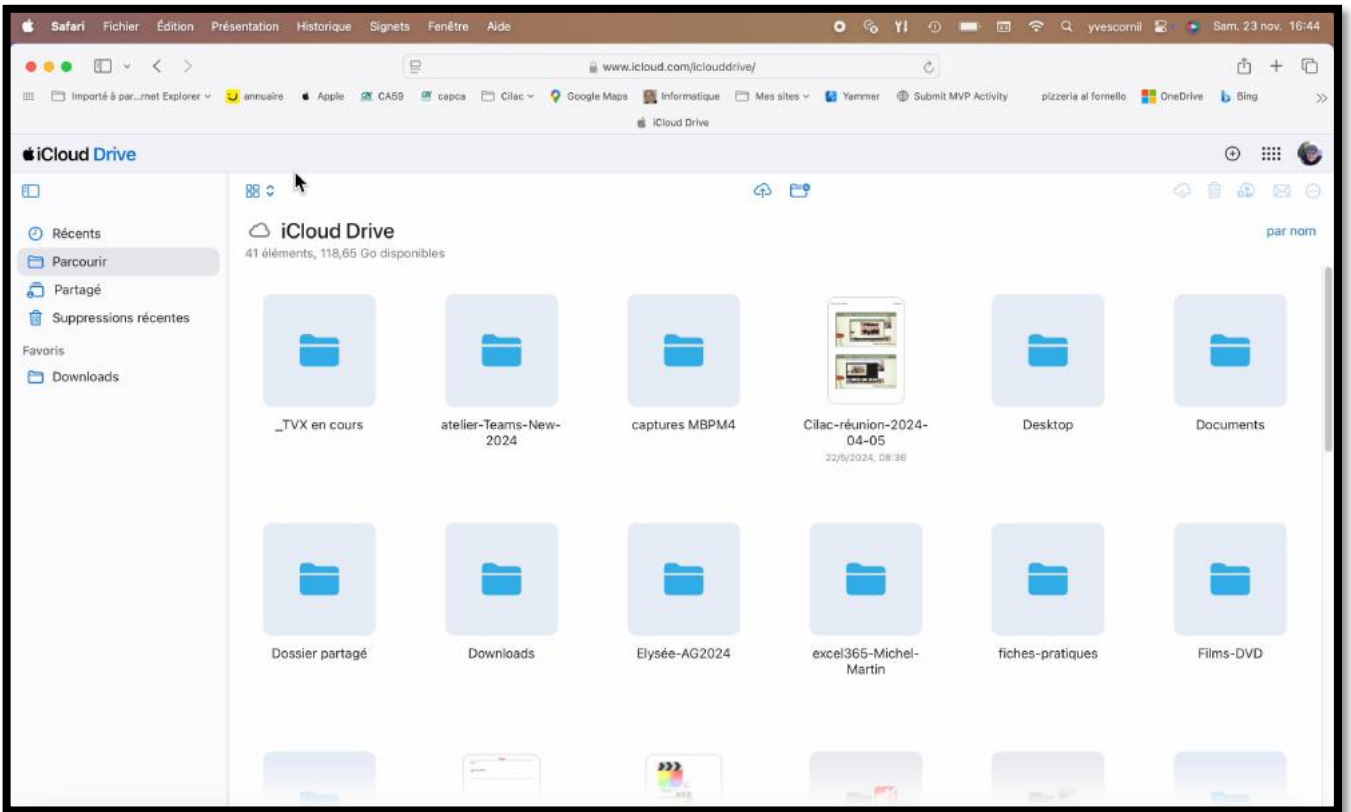 Safari Fichier Édition Présentation Historique Signets Fenêtre Aide yvescornil Sam. 23 nov. 16:44
www.icloud.com/iclouddrive/
Importé à par...rnet Explorer annuaire Apple CA59 capca Cilac Google Maps Informatique Mes sites Yammer Submit MVP Activity pizzeria al fornello OneDrive Bing
iCloud Drive
iCloud Drive
Récents
Parcourir
Partagé
Suppressions récentes
Favoris
Downloads
iCloud Drive
par nom
41 éléments, 118,65 Go disponibles
_TVX en cours
atelier-Teams-New-
2024
captures MBPM4
Cilac-réunion-2024-
04-05
22/5/2024, 08:36
Desktop
Documents
Dossier partagé
Downloads
Elysée-AG2024
excel365-Michel-
Martin
fiches-pratiques
Films-DVD